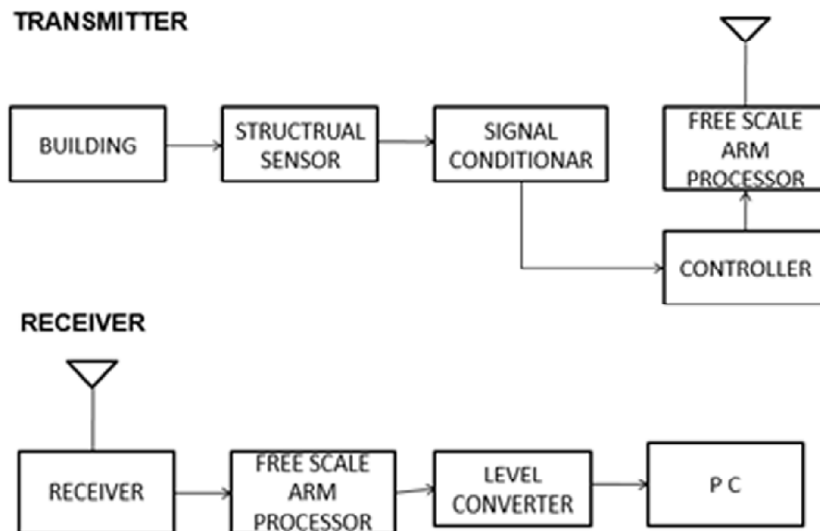 TRANSMITTER
BUILDING
STRUCTRUAL
SENSOR
SIGNAL
CONDITIONAR
FREE SCALE
ARM
PROCESSOR
CONTROLLER
RECEIVER
RECEIVER
FREE SCALE
ARM
PROCESSOR
LEVEL
CONVERTER
P C